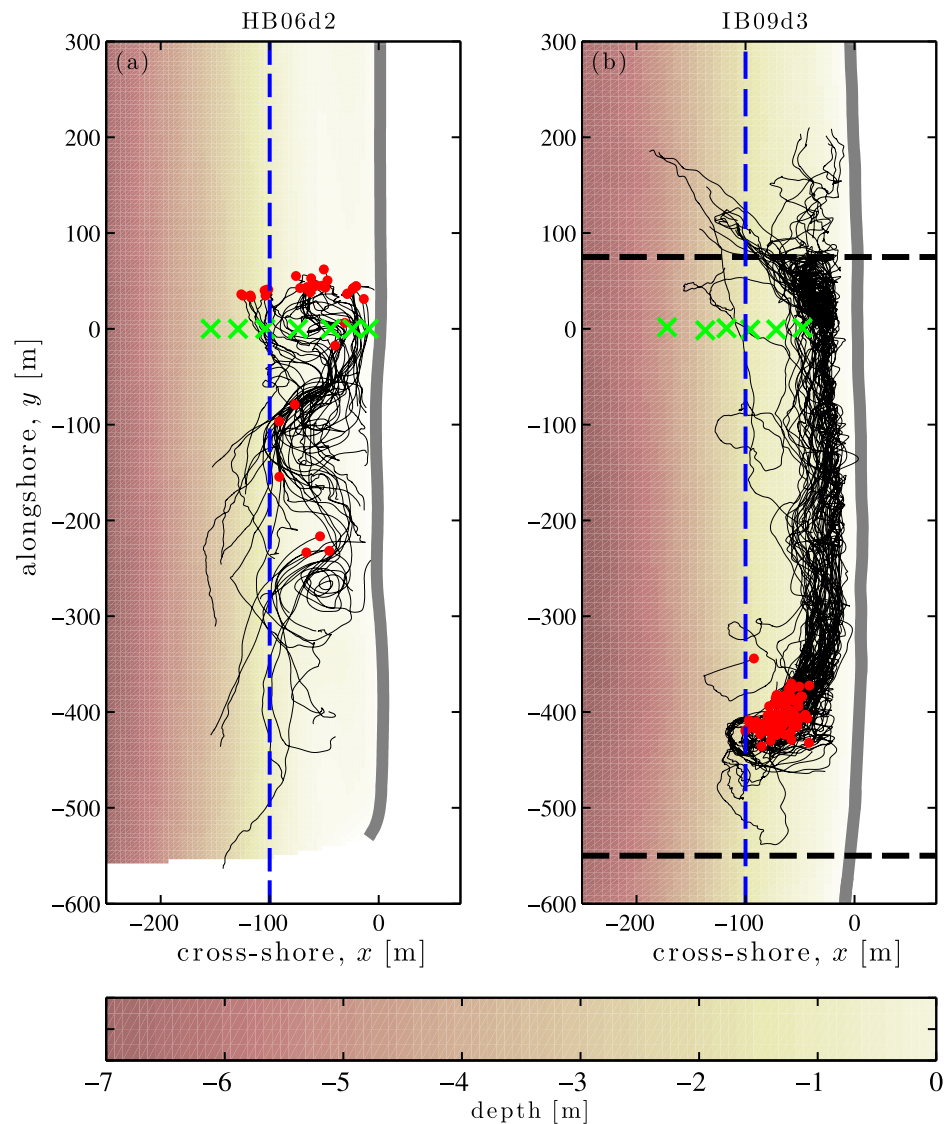 HB06d2
IB09d3
(a)
(b)
300
200
100
0
−100
−200
−300
−400
−500
−600
300
200
100
0
−100
−200
−300
−400
−500
−600
alongshore, y [m]
−200 −100 0
−200 −100 0
cross-shore, x [m]
cross-shore, x [m]
−7 −6 −5 −4 −3 −2 −1 0
depth [m]